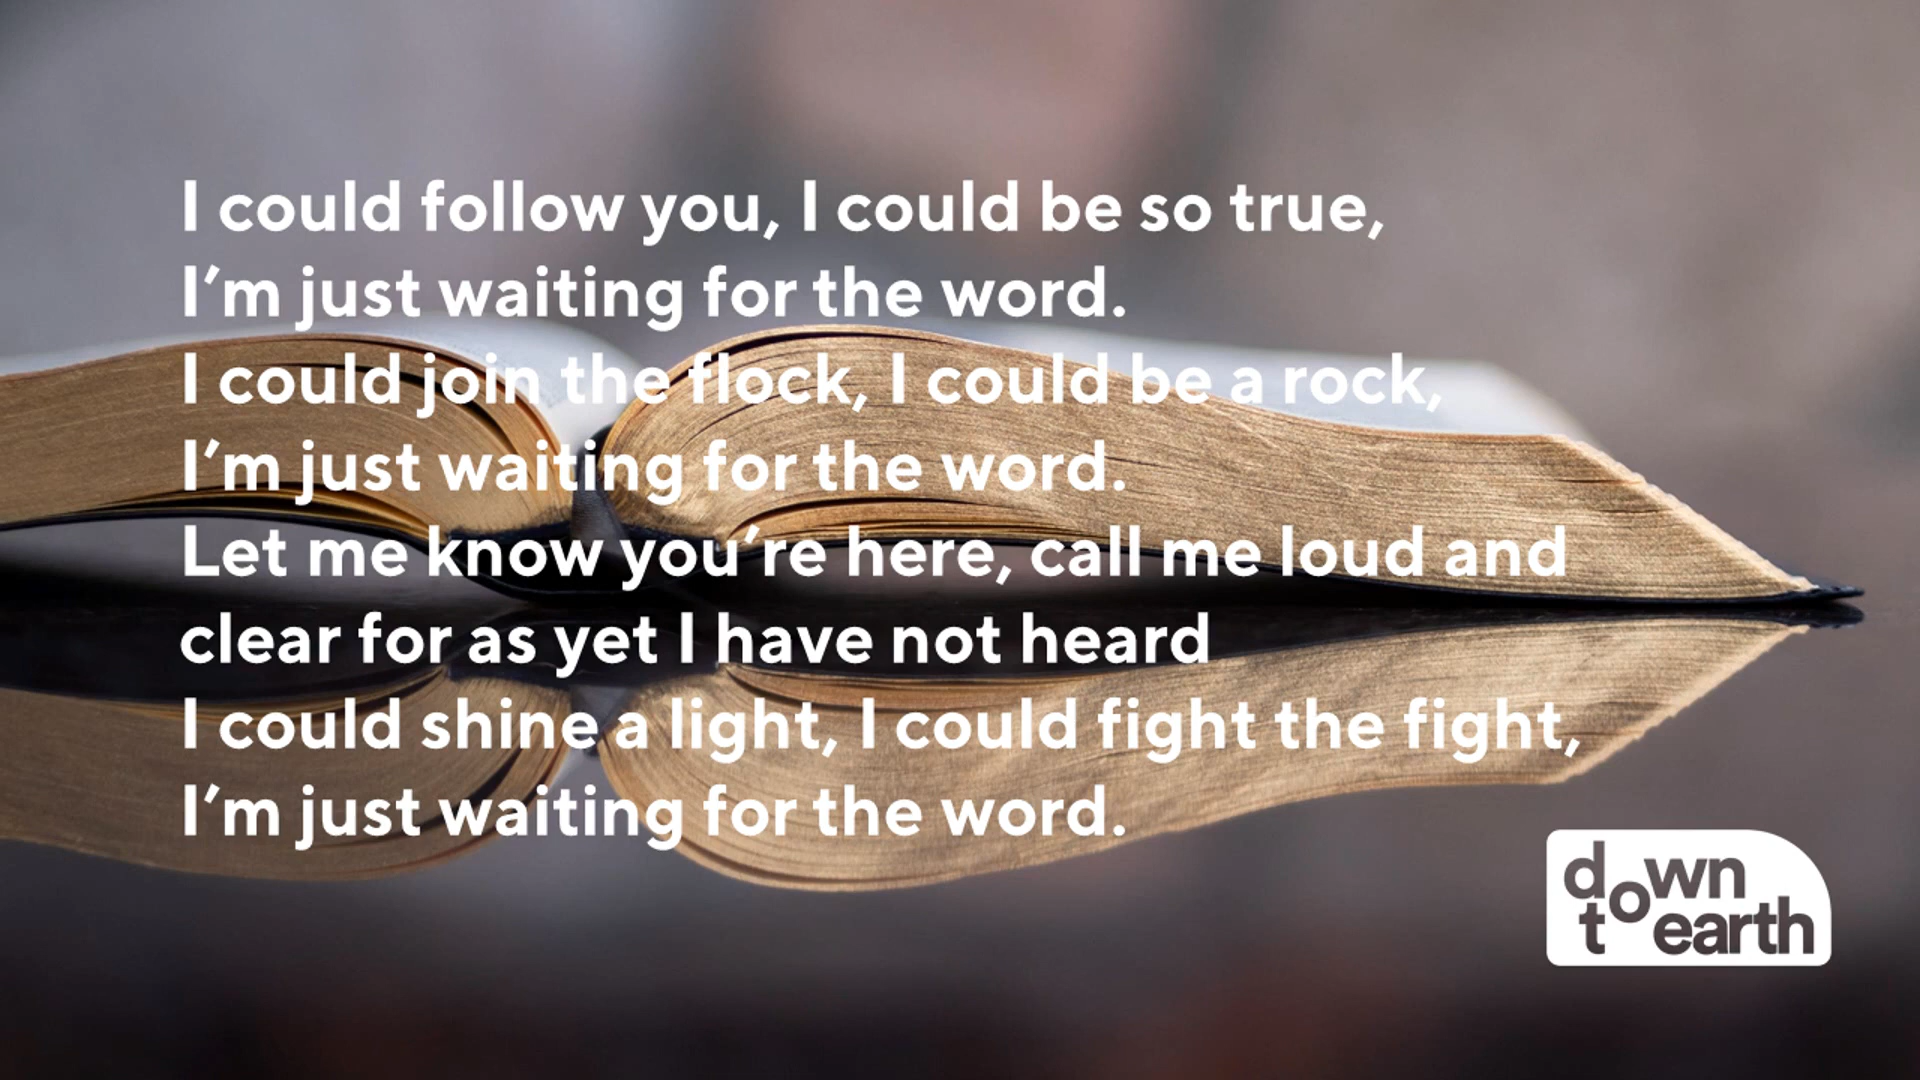 I could follow you, I could be so true,
I’m just waiting for the word.
I could join the flock, I could be a rock,
I’m just waiting for the word.
Let me know you’re here, call me loud and
clear for as yet I have not heard
I could shine a light, I could fight the fight,
I’m just waiting for the word.
down
to earth